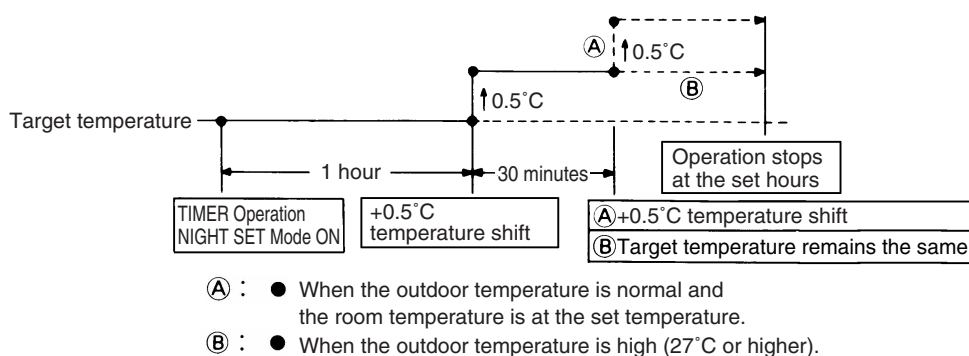 Ⓐ ↑0.5˚C
Ⓑ
↑0.5˚C
Target temperature
1 hour
30 minutes
Operation stops
at the set hours
TIMER Operation
NIGHT SET Mode ON
+0.5˚C
temperature shift
Ⓐ+0.5˚C temperature shift
ⒷTarget temperature remains the same
Ⓐ : ● When the outdoor temperature is normal and
the room temperature is at the set temperature.
Ⓑ : ● When the outdoor temperature is high (27˚C or higher).